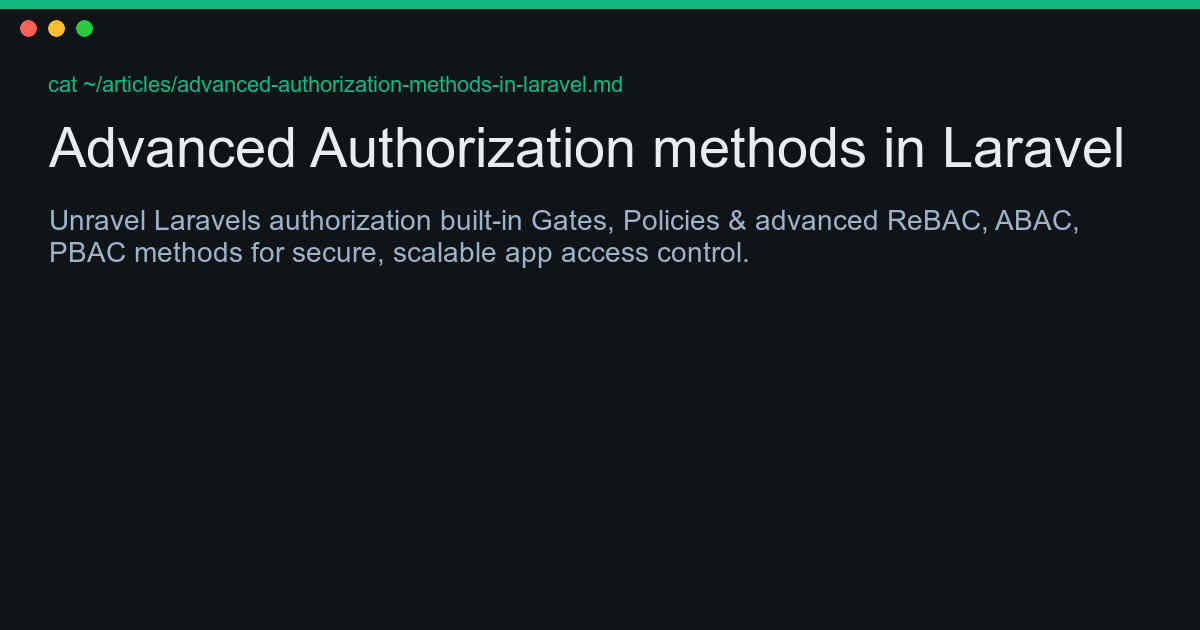 cat ~/articles/advanced-authorization-methods-in-laravel.md
Advanced Authorization methods in Laravel
Unravel Laravels authorization built-in Gates, Policies & advanced ReBAC, ABAC,
PBAC methods for secure, scalable app access control.